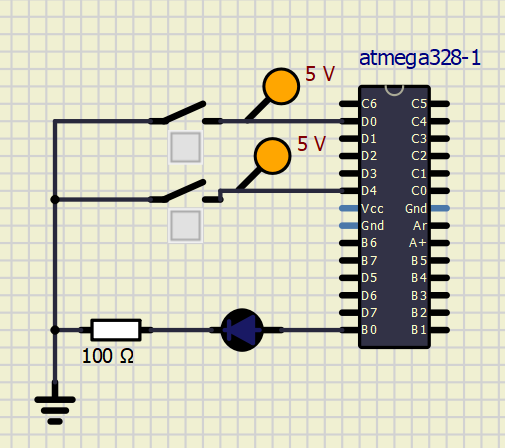 atmega328-1
5 V
5 V
C6 C5
D0 C4
D1 C3
D2 C2
D3 C1
D4 C0
Vcc Gnd
Gnd Ar
B6 A+
B7 B5
D5 B4
D6 B3
D7 B2
B0 B1
100 Ω